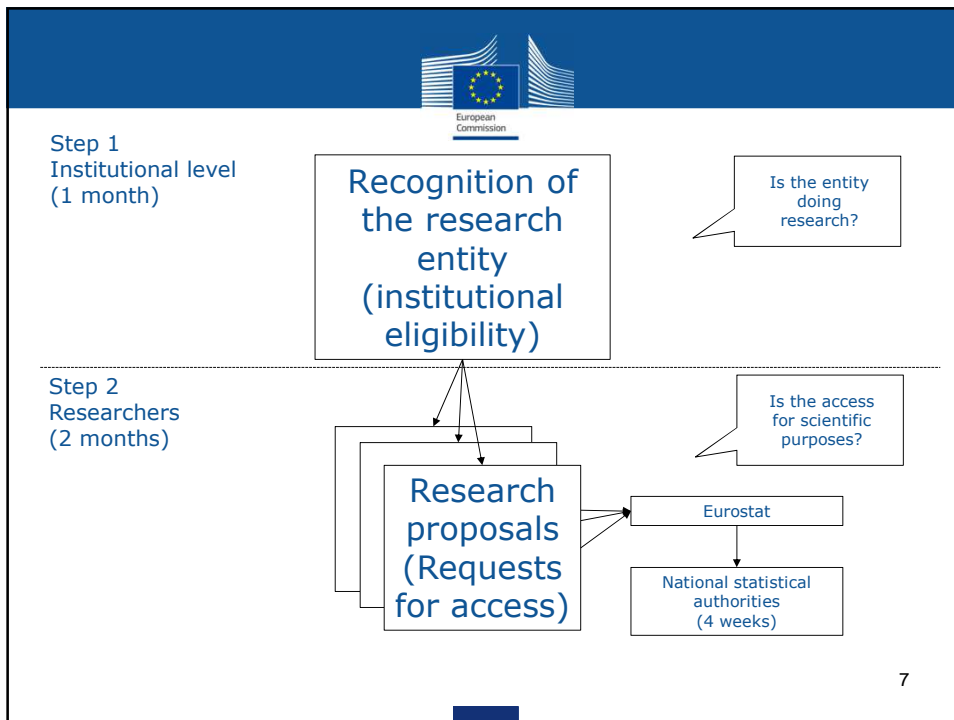 European
Commission
Step 1
Institutional level
(1 month)
Recognition of
the research
entity
(institutional
eligibility)
Is the entity
doing
research?
Step 2
Researchers
(2 months)
Is the access
for scientific
purposes?
Research
proposals
(Requests
for access)
Eurostat
National statistical
authorities
(4 weeks)
7